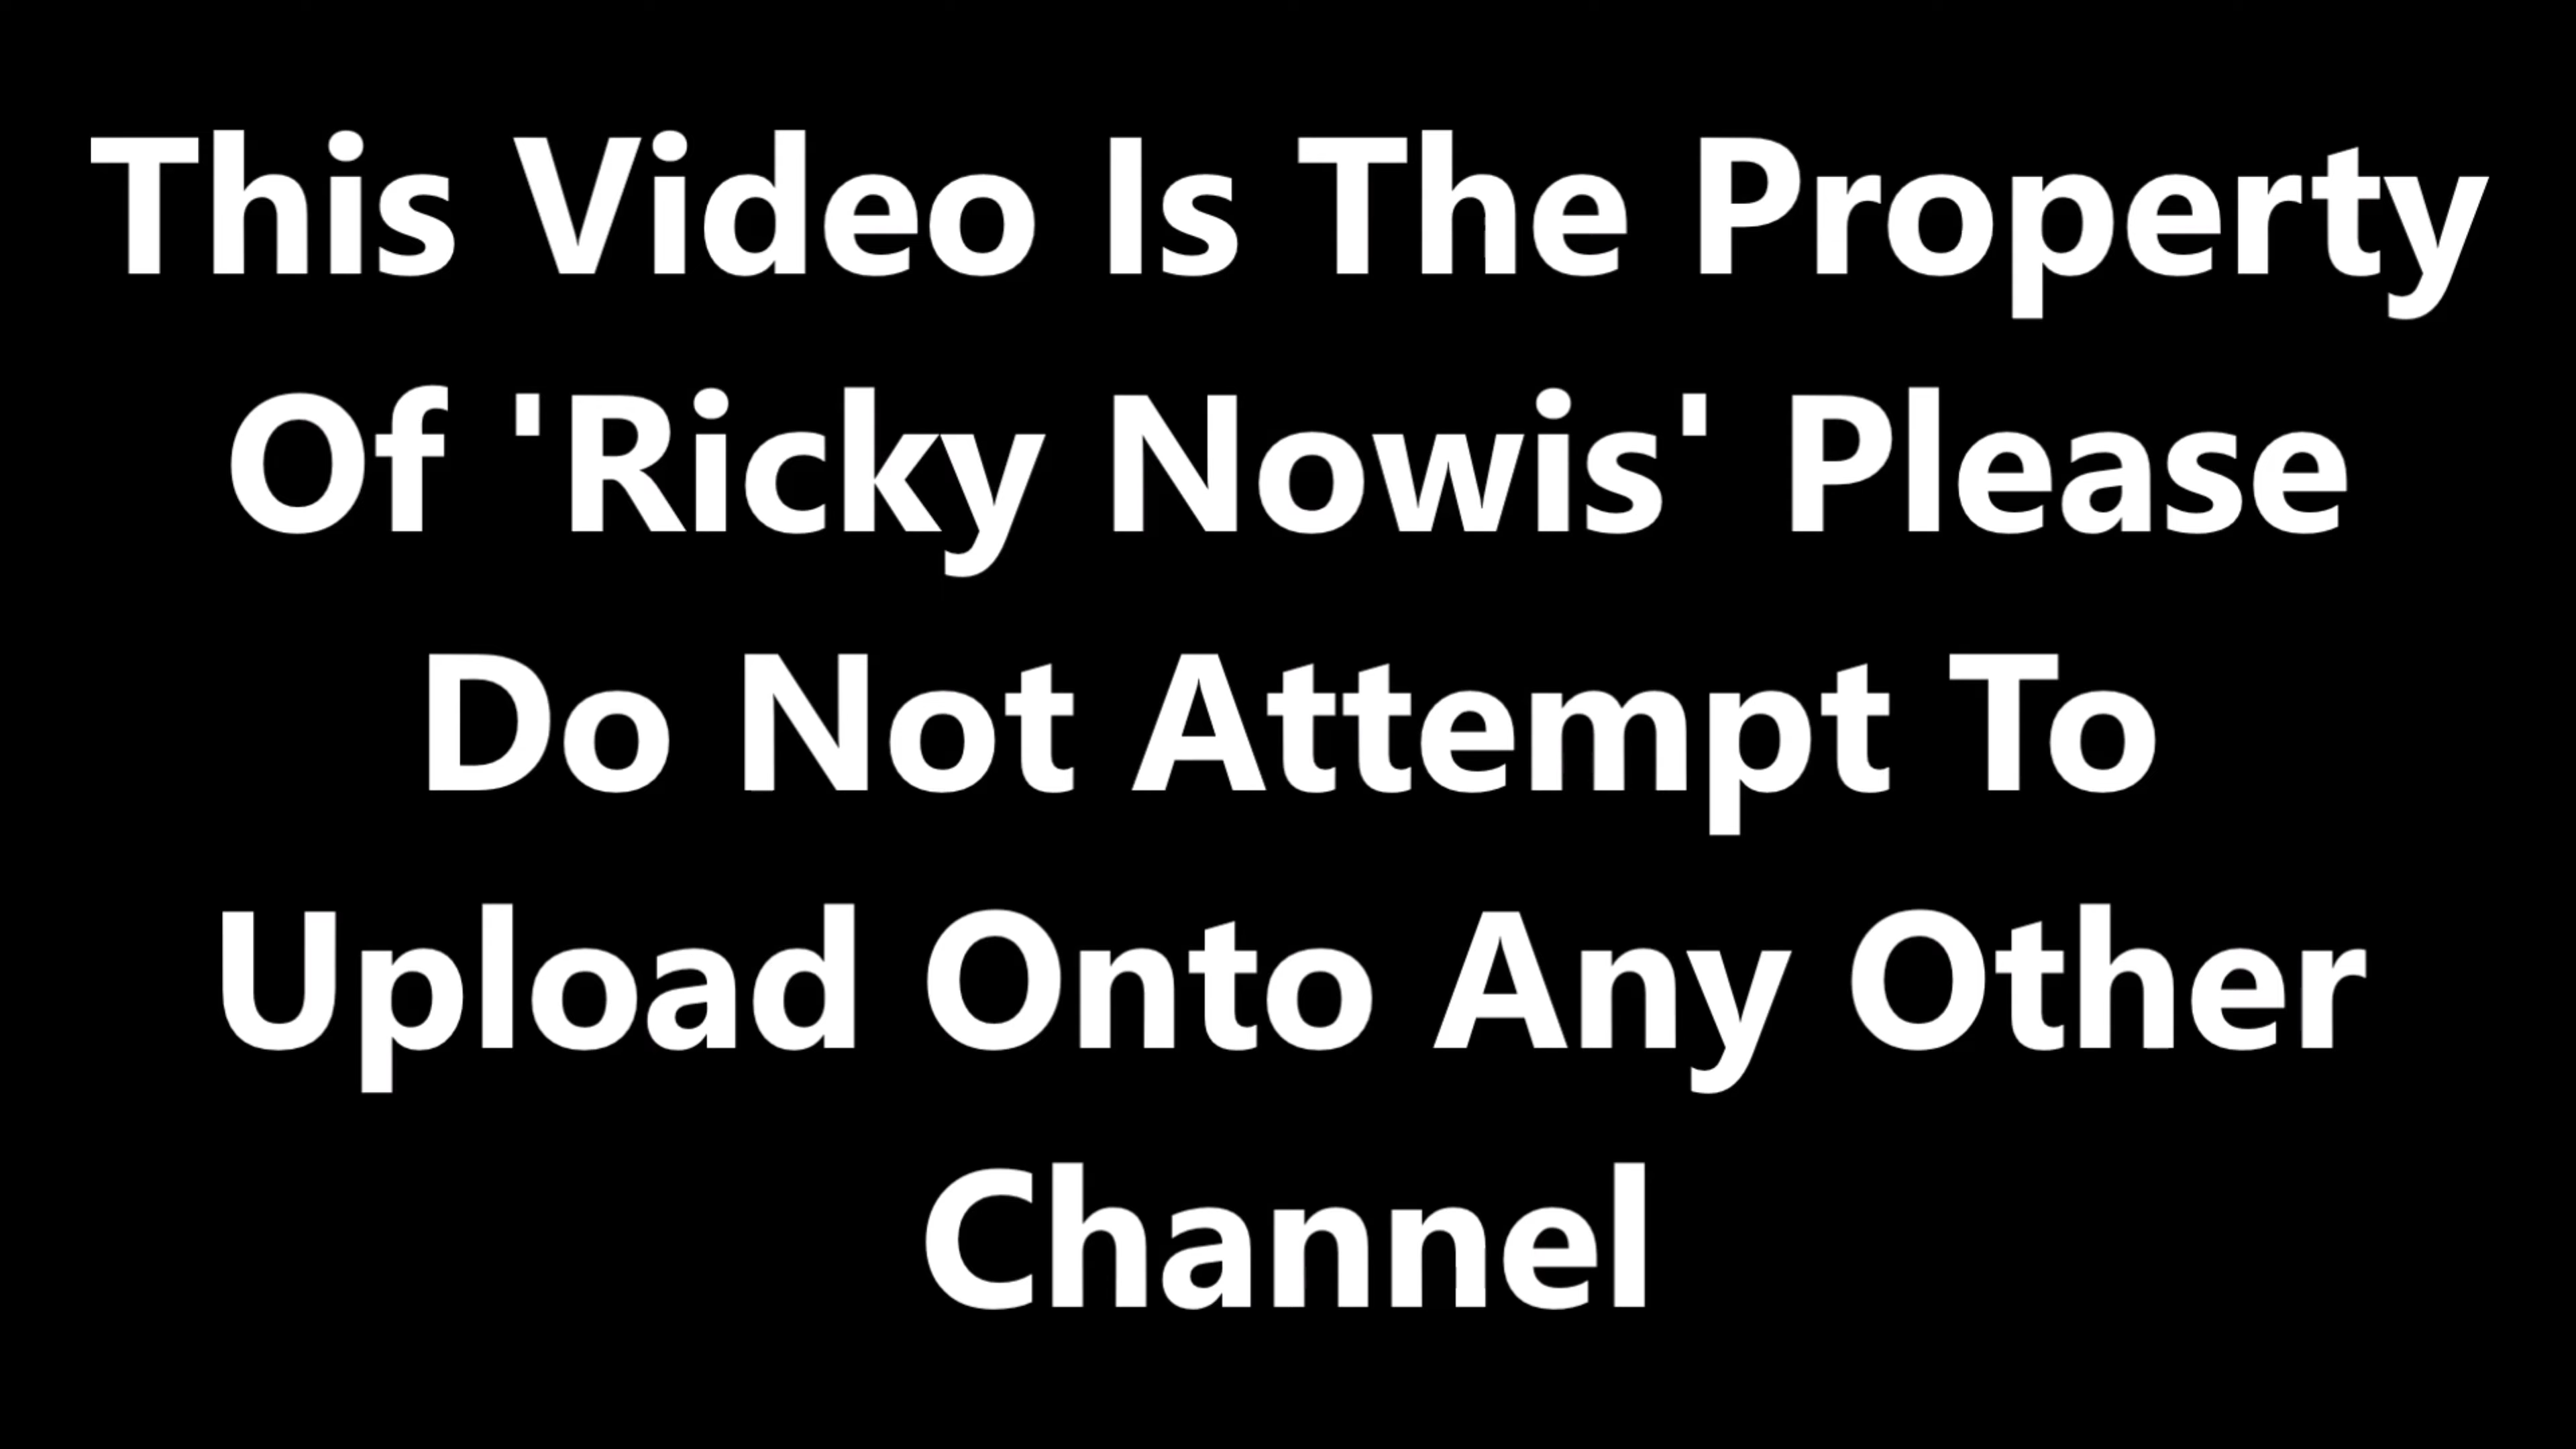 This Video Is The Property
Of 'Ricky Nowis' Please
Do Not Attempt To
Upload Onto Any Other
Channel